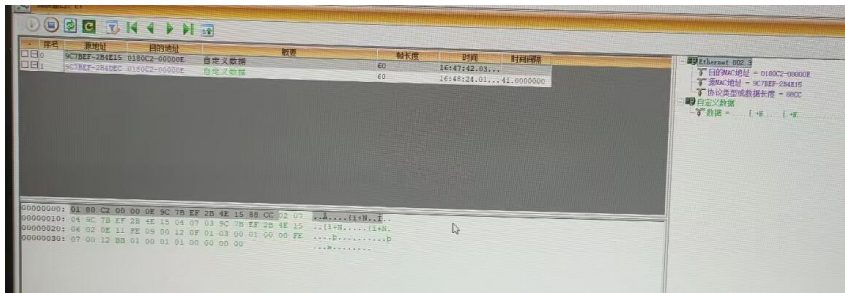 序号 源地址 目的地址 概要 帧长度 时间 时间间隔
0 9C7BEF-2B4E15 0180C2-00000E 自定义数据 60 16:47:42.03...
1 9C7BEF-2B4DEC 0180C2-00000E 自定义数据 60 16:48:24.01... 41.0000000
Ethernet 802.3
目的MAC地址 = 0180C2-00000E
源MAC地址 = 9C7BEF-2B4E15
协议类型或数据长度 = 88CC
自定义数据
数据 =
00000000: 01 80 C2 00 00 0E 9C 7B EF 2B 4E 15 88 CC 02 07
00000010: 04 9C 7B EF 2B 4E 15 04 07 03 9C 7B EF 2B 4E 15
00000020: 06 02 0E 11 FE 09 00 12 0F 01 03 00 01 00 00 FE
00000030: 07 00 12 BB 01 00 01 01 00 00 00 00